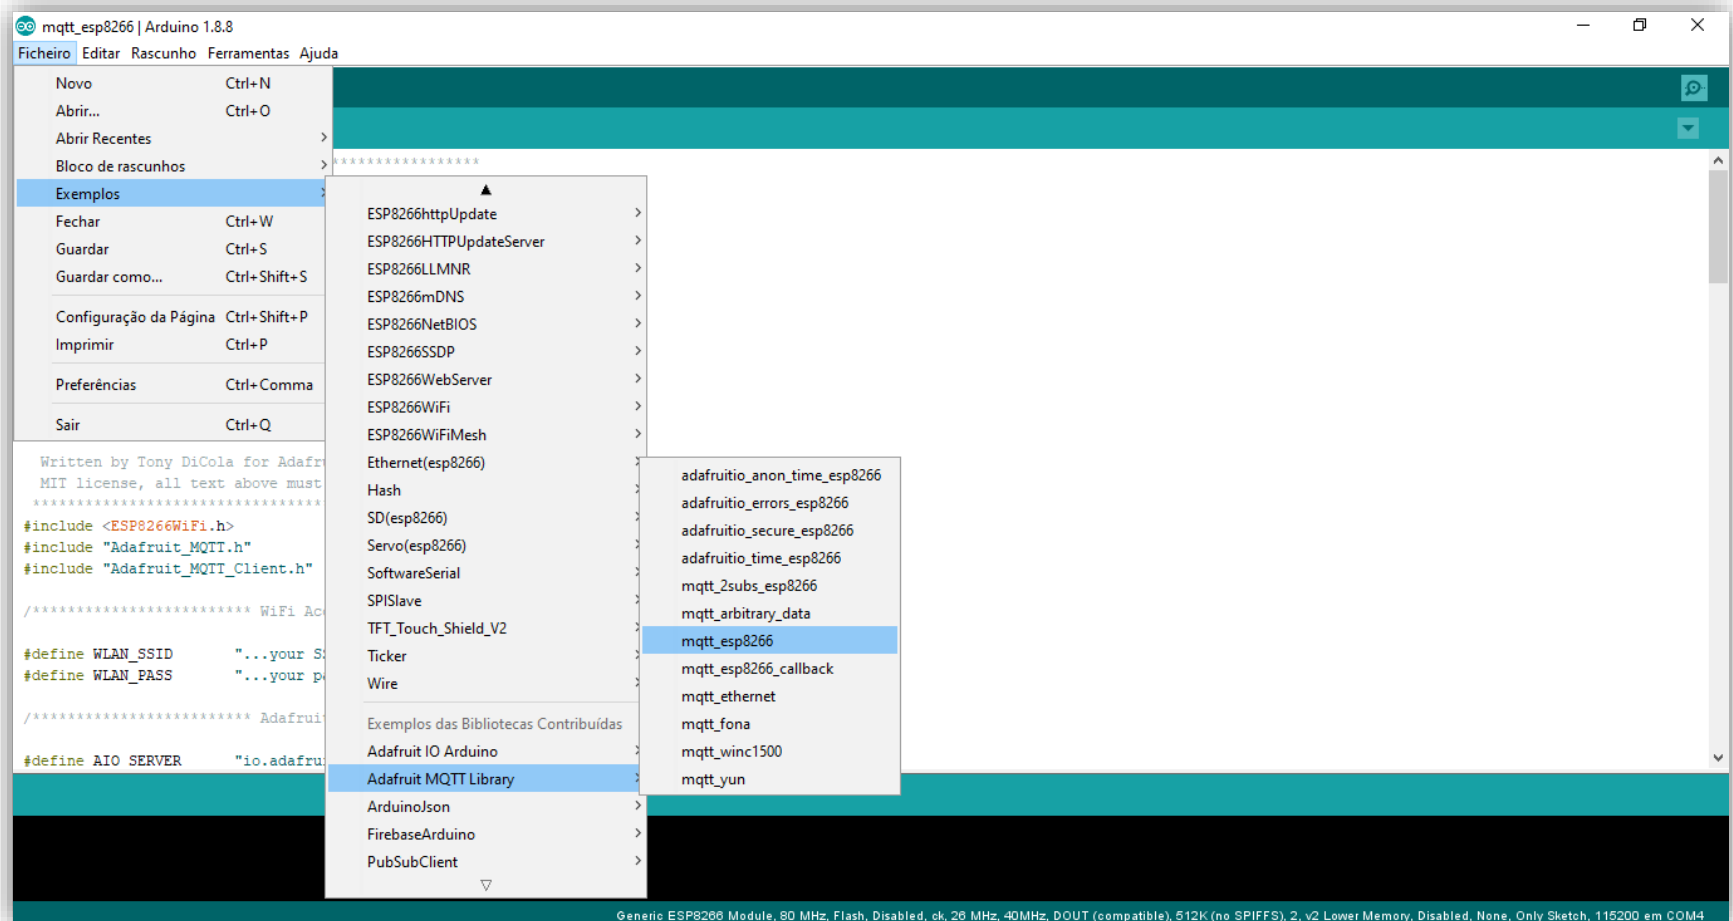 mqtt_esp8266 | Arduino 1.8.8
Ficheiro Editar Rascunho Ferramentas Ajuda
Novo Ctrl+N
Abrir... Ctrl+O
Abrir Recentes
Bloco de rascunhos
Exemplos
Fechar Ctrl+W
Guardar Ctrl+S
Guardar como... Ctrl+Shift+S
Configuração da Página Ctrl+Shift+P
Imprimir Ctrl+P
Preferências Ctrl+Comma
Sair Ctrl+Q
*****************
Written by Tony DiCola for Adafr
MIT license, all text above must
*********************************
#include <ESP8266WiFi.h>
#include "Adafruit_MQTT.h"
#include "Adafruit_MQTT_Client.h"
/************************* WiFi Acc
#define WLAN_SSID "...your S
#define WLAN_PASS "...your p
/************************* Adafrui
#define AIO_SERVER "io.adafru
ESP8266httpUpdate
ESP8266HTTPUpdateServer
ESP8266LLMNR
ESP8266mDNS
ESP8266NetBIOS
ESP8266SSDP
ESP8266WebServer
ESP8266WiFi
ESP8266WiFiMesh
Ethernet(esp8266)
Hash
SD(esp8266)
Servo(esp8266)
SoftwareSerial
SPISlave
TFT_Touch_Shield_V2
Ticker
Wire
Exemplos das Bibliotecas Contribuídas
Adafruit IO Arduino
Adafruit MQTT Library
ArduinoJson
FirebaseArduino
PubSubClient
adafruitio_anon_time_esp8266
adafruitio_errors_esp8266
adafruitio_secure_esp8266
adafruitio_time_esp8266
mqtt_2subs_esp8266
mqtt_arbitrary_data
mqtt_esp8266
mqtt_esp8266_callback
mqtt_ethernet
mqtt_fona
mqtt_winc1500
mqtt_yun
Generic ESP8266 Module, 80 MHz, Flash, Disabled, ck, 26 MHz, 40MHz, DOUT (compatible), 512K (no SPIFFS), 2, v2 Lower Memory, Disabled, None, Only Sketch, 115200 em COM4